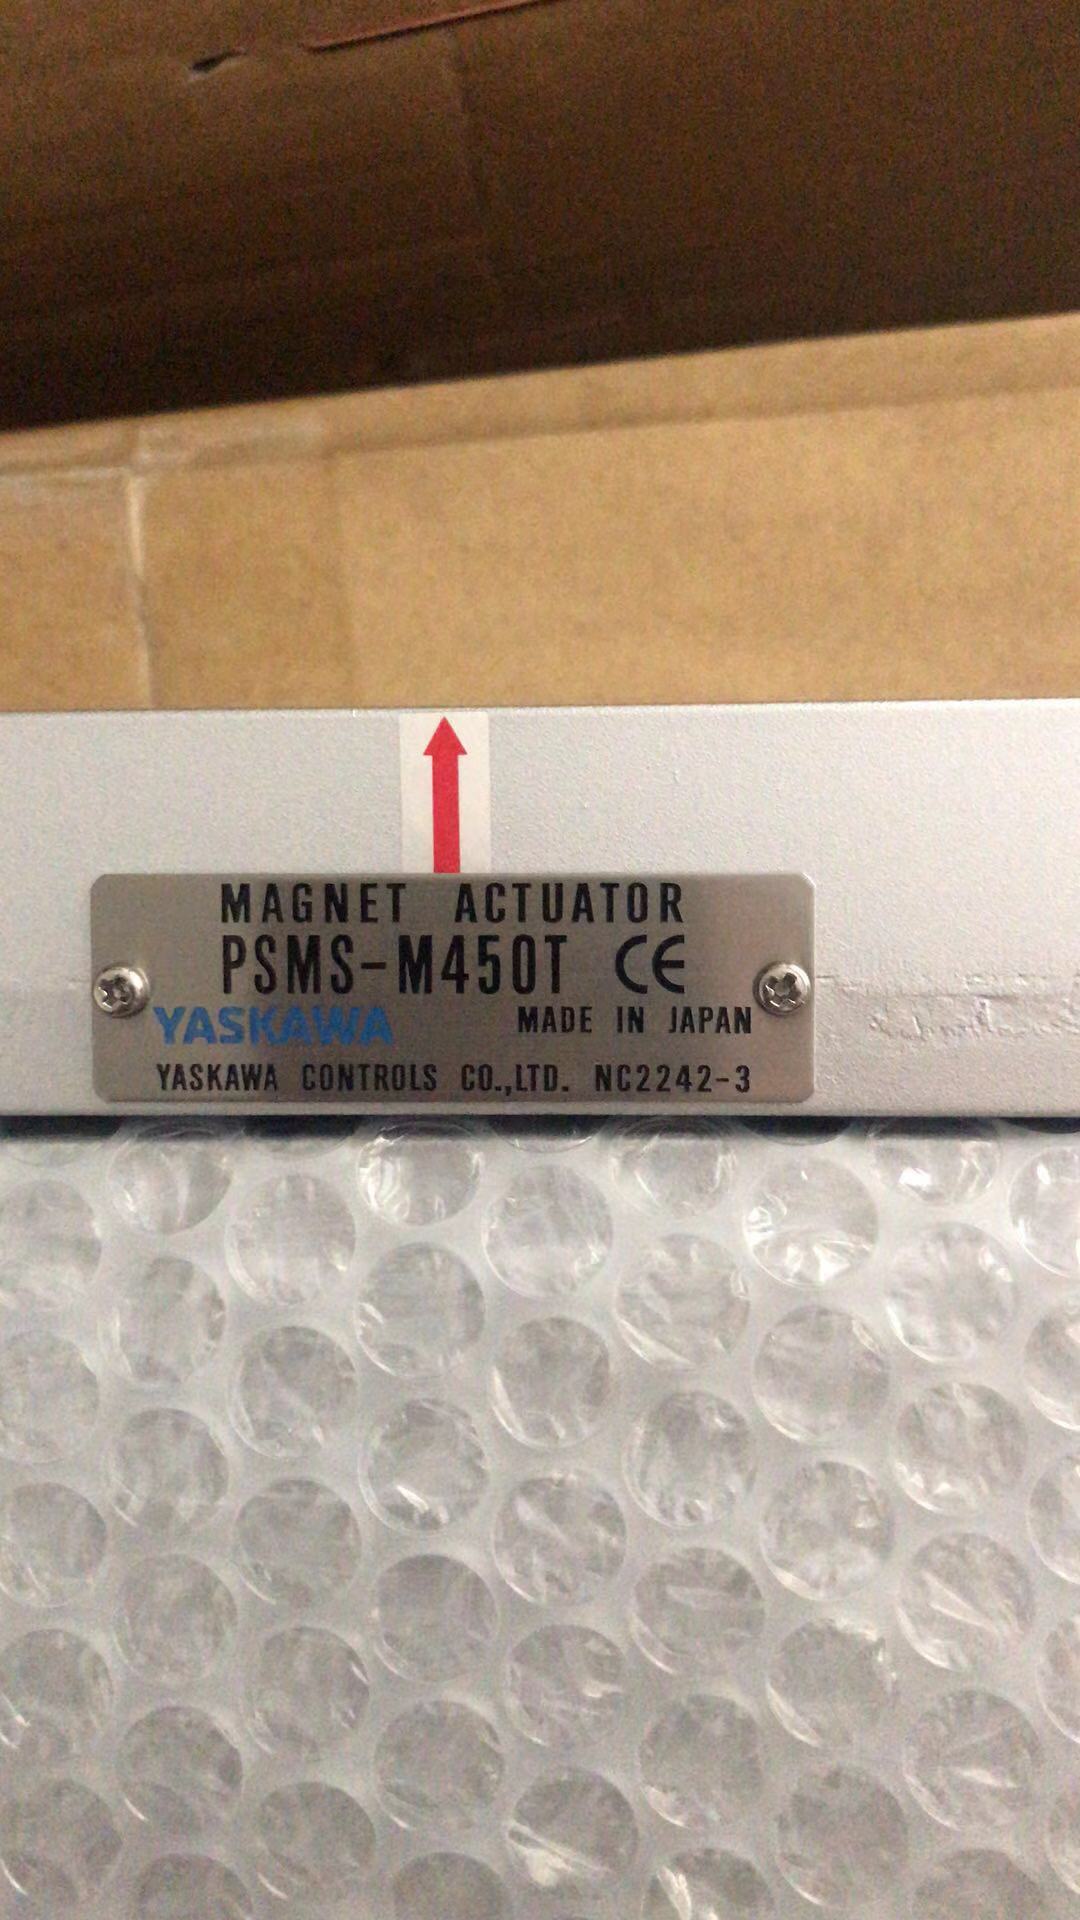 MAGNET ACTUATOR
PSMS-M450T CE
YASKAWA MADE IN JAPAN
YASKAWA CONTROLS CO.,LTD. NC2242-3